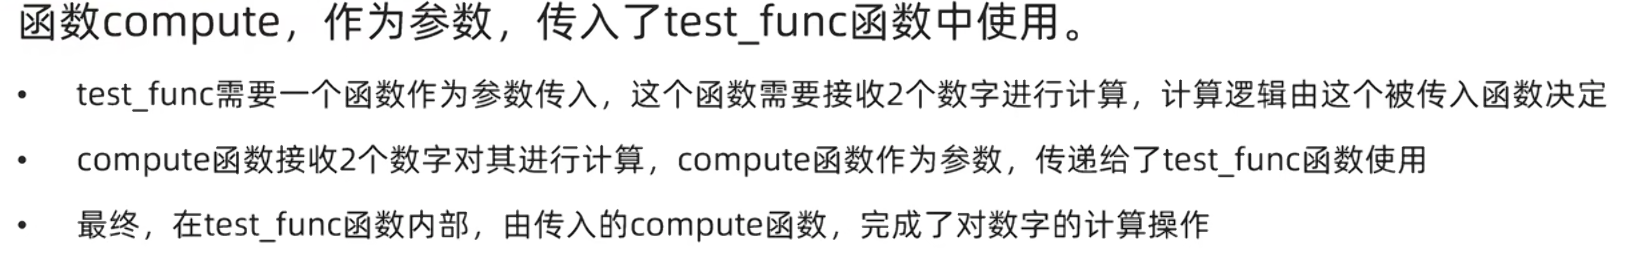 函数compute，作为参数，传入了test_func函数中使用。
• test_func需要一个函数作为参数传入，这个函数需要接收2个数字进行计算，计算逻辑由这个被传入函数决定
• compute函数接收2个数字对其进行计算，compute函数作为参数，传递给了test_func函数使用
• 最终，在test_func函数内部，由传入的compute函数，完成了对数字的计算操作